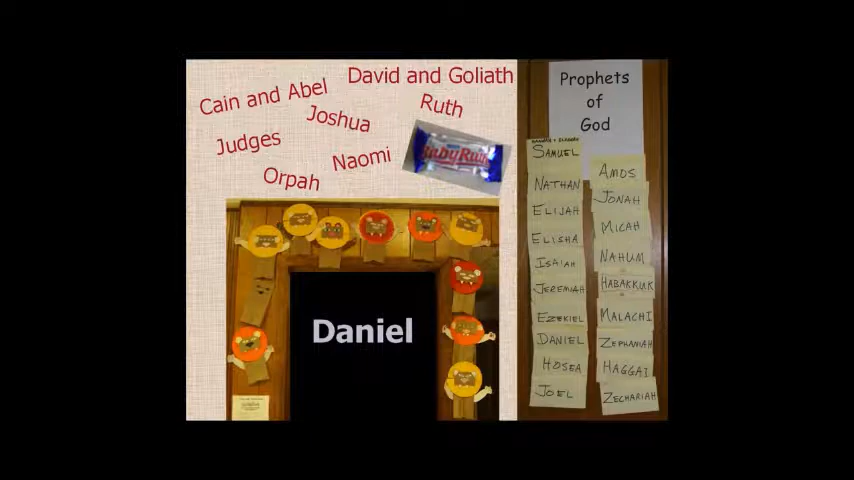 David and Goliath
Cain and Abel
Ruth
Joshua
Judges
Naomi
Orpah
BabyRuth
Daniel
Prophets
of
God
SAMUEL
NATHAN
ELIJAH
ELISHA
ISAIAH
JEREMIAH
EZEKIEL
DANIEL
HOSEA
JOEL
AMOS
JONAH
MICAH
NAHUM
HABAKKUK
MALACHI
ZEPHANIAH
HAGGAI
ZECHARIAH